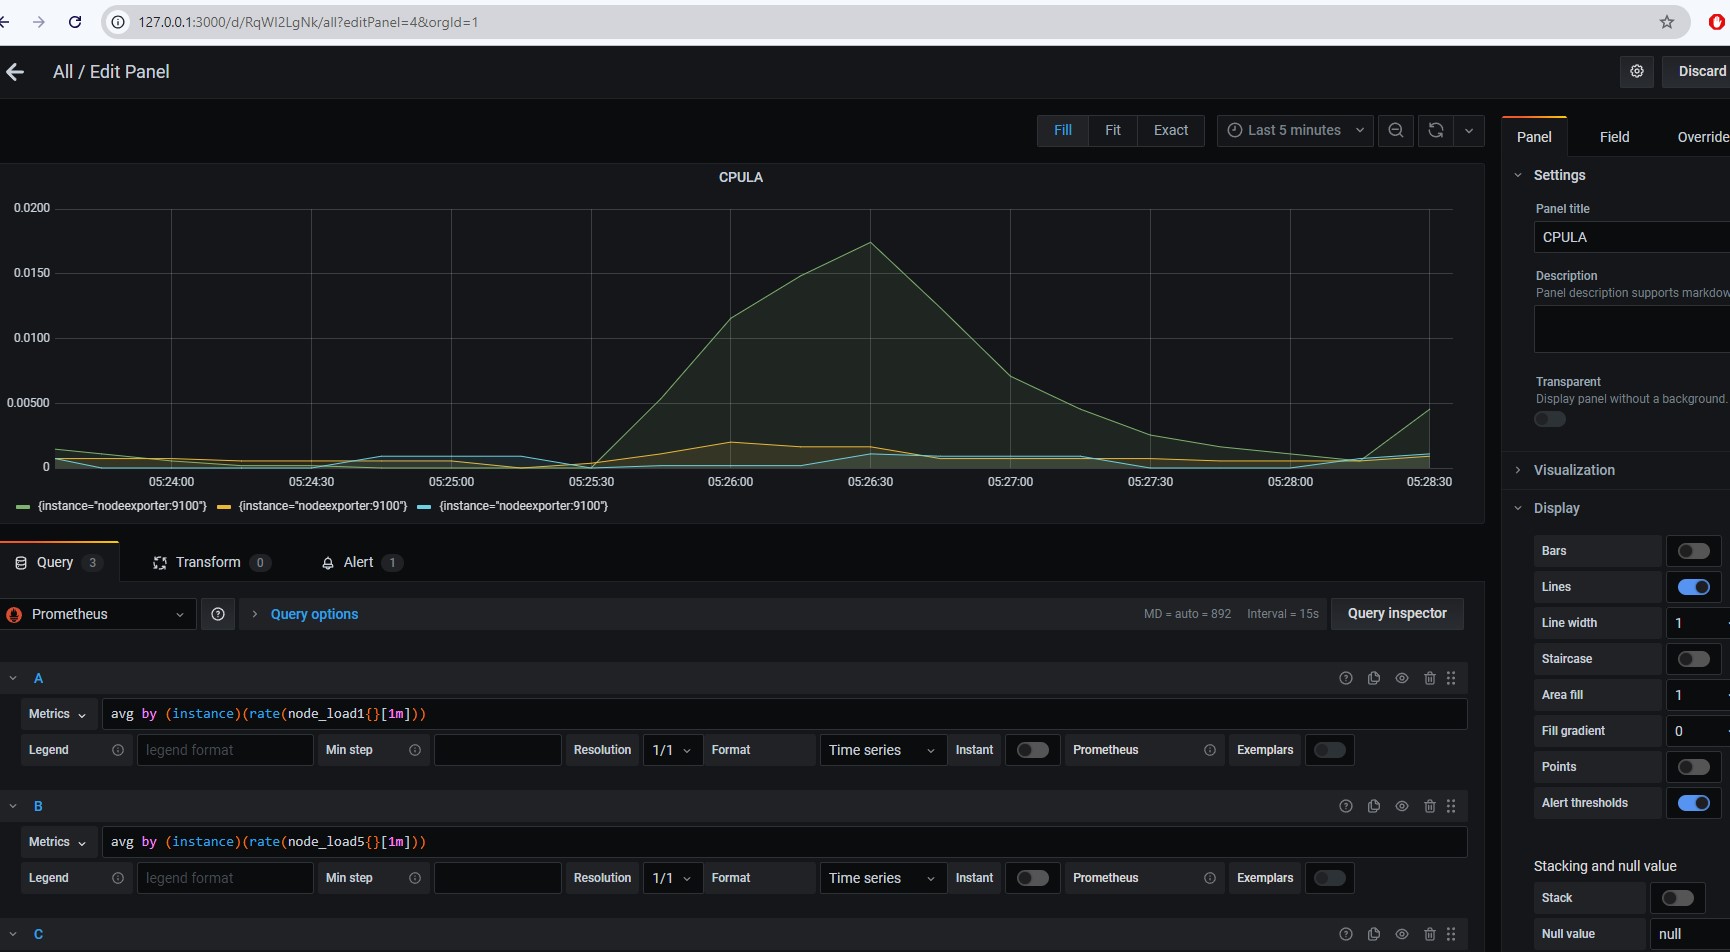 127.0.0.1:3000/d/RqWI2LgNk/all?editPanel=4&orgId=1
All / Edit Panel
Discard
Fill Fit Exact Last 5 minutes
Panel Field Override
CPULA
Settings
Panel title
CPULA
Description
Panel description supports markdow
Transparent
Display panel without a background.
0.0200
0.0150
0.0100
0.00500
0
05:24:00 05:24:30 05:25:00 05:25:30 05:26:00 05:26:30 05:27:00 05:27:30 05:28:00 05:28:30
{instance="nodeexporter:9100"} {instance="nodeexporter:9100"} {instance="nodeexporter:9100"}
Visualization
Display
Bars
Lines
Line width 1
Staircase
Area fill 1
Fill gradient 0
Points
Alert thresholds
Stacking and null value
Stack
Null value null
Query 3 Transform 0 Alert 1
Prometheus Query options MD = auto = 892 Interval = 15s Query inspector
A
Metrics avg by (instance)(rate(node_load1{}[1m]))
Legend legend format Min step Resolution 1/1 Format Time series Instant Prometheus Exemplars
B
Metrics avg by (instance)(rate(node_load5{}[1m]))
Legend legend format Min step Resolution 1/1 Format Time series Instant Prometheus Exemplars
C